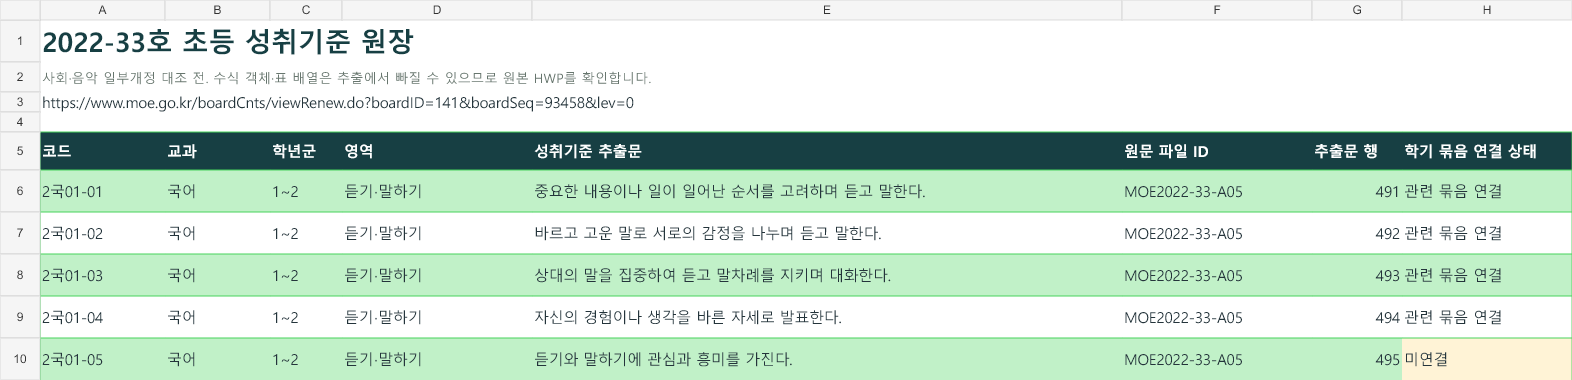 A B C D E F G H
1 2022-33호 초등 성취기준 원장
2 사회·음악 일부개정 대조 전. 수식 객체·표 배열은 추출에서 빠질 수 있으므로 원본 HWP를 확인합니다.
3 https://www.moe.go.kr/boardCnts/viewRenew.do?boardID=141&boardSeq=93458&lev=0
4
5 코드 교과 학년군 영역 성취기준 추출문 원문 파일 ID 추출문 행 학기 묶음 연결 상태
6 2국01-01 국어 1~2 듣기·말하기 중요한 내용이나 일이 일어난 순서를 고려하며 듣고 말한다. MOE2022-33-A05 491 관련 묶음 연결
7 2국01-02 국어 1~2 듣기·말하기 바르고 고운 말로 서로의 감정을 나누며 듣고 말한다. MOE2022-33-A05 492 관련 묶음 연결
8 2국01-03 국어 1~2 듣기·말하기 상대의 말을 집중하여 듣고 말차례를 지키며 대화한다. MOE2022-33-A05 493 관련 묶음 연결
9 2국01-04 국어 1~2 듣기·말하기 자신의 경험이나 생각을 바른 자세로 발표한다. MOE2022-33-A05 494 관련 묶음 연결
10 2국01-05 국어 1~2 듣기·말하기 듣기와 말하기에 관심과 흥미를 가진다. MOE2022-33-A05 495 미연결